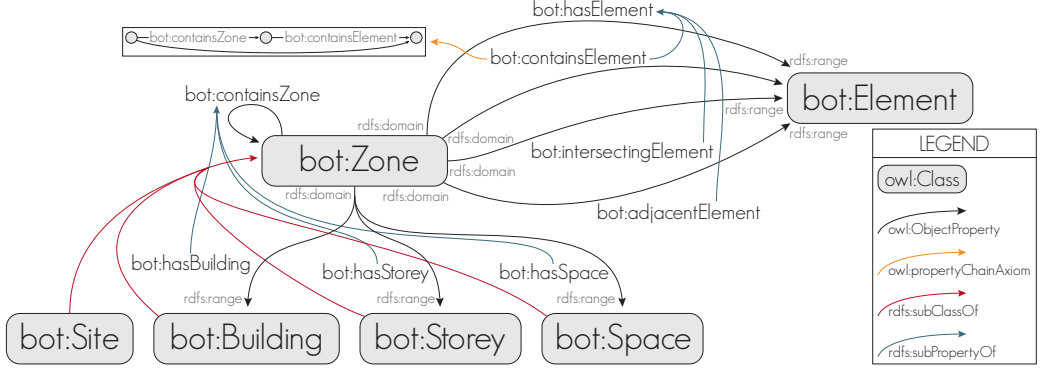 bot:hasElement
bot:containsZone
bot:containsElement
bot:containsElement
rdfs:range
bot:containsZone
bot:Element
rdfs:range
rdfs:domain
rdfs:range
rdfs:domain
bot:Zone
bot:intersectingElement
rdfs:domain
rdfs:domain
rdfs:domain
bot:adjacentElement
bot:hasBuilding
bot:hasStorey
bot:hasSpace
rdfs:range
rdfs:range
rdfs:range
bot:Site
bot:Building
bot:Storey
bot:Space
LEGEND
owl:Class
owl:ObjectProperty
owl:propertyChainAxiom
rdfs:subClassOf
rdfs:subPropertyOf